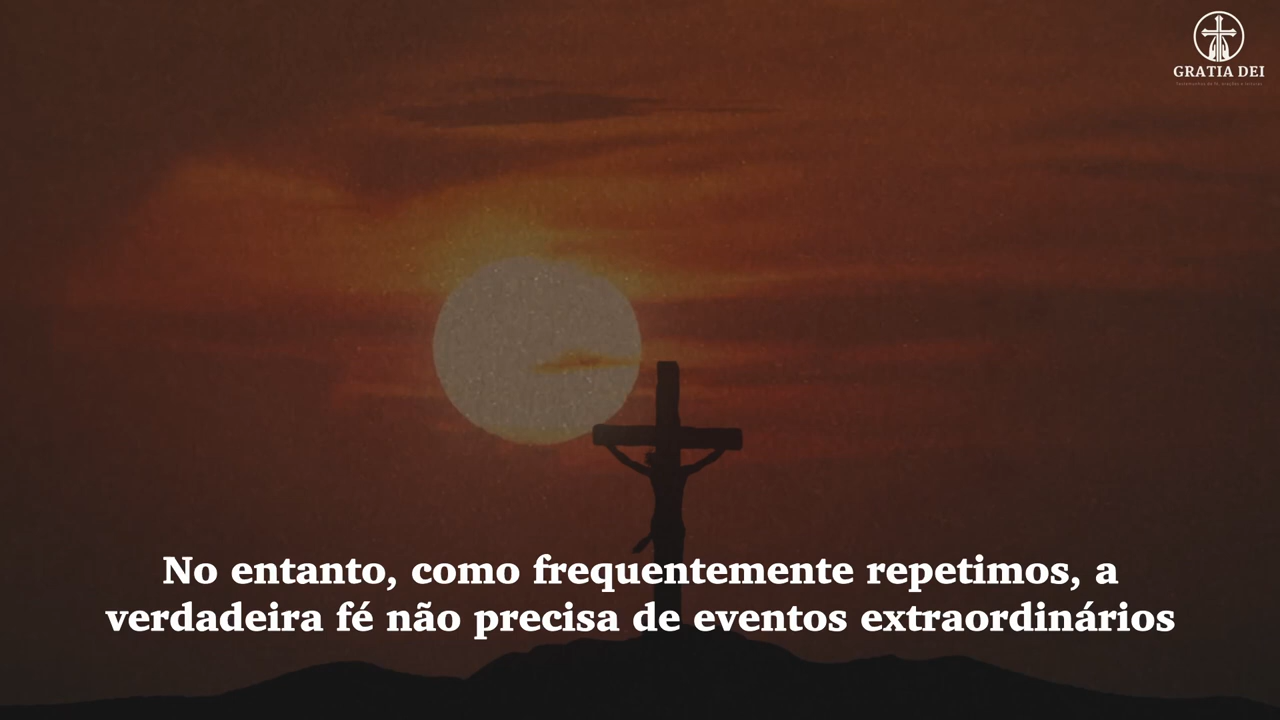 GRATIA DEI
No entanto, como frequentemente repetimos, a
verdadeira fé não precisa de eventos extraordinários